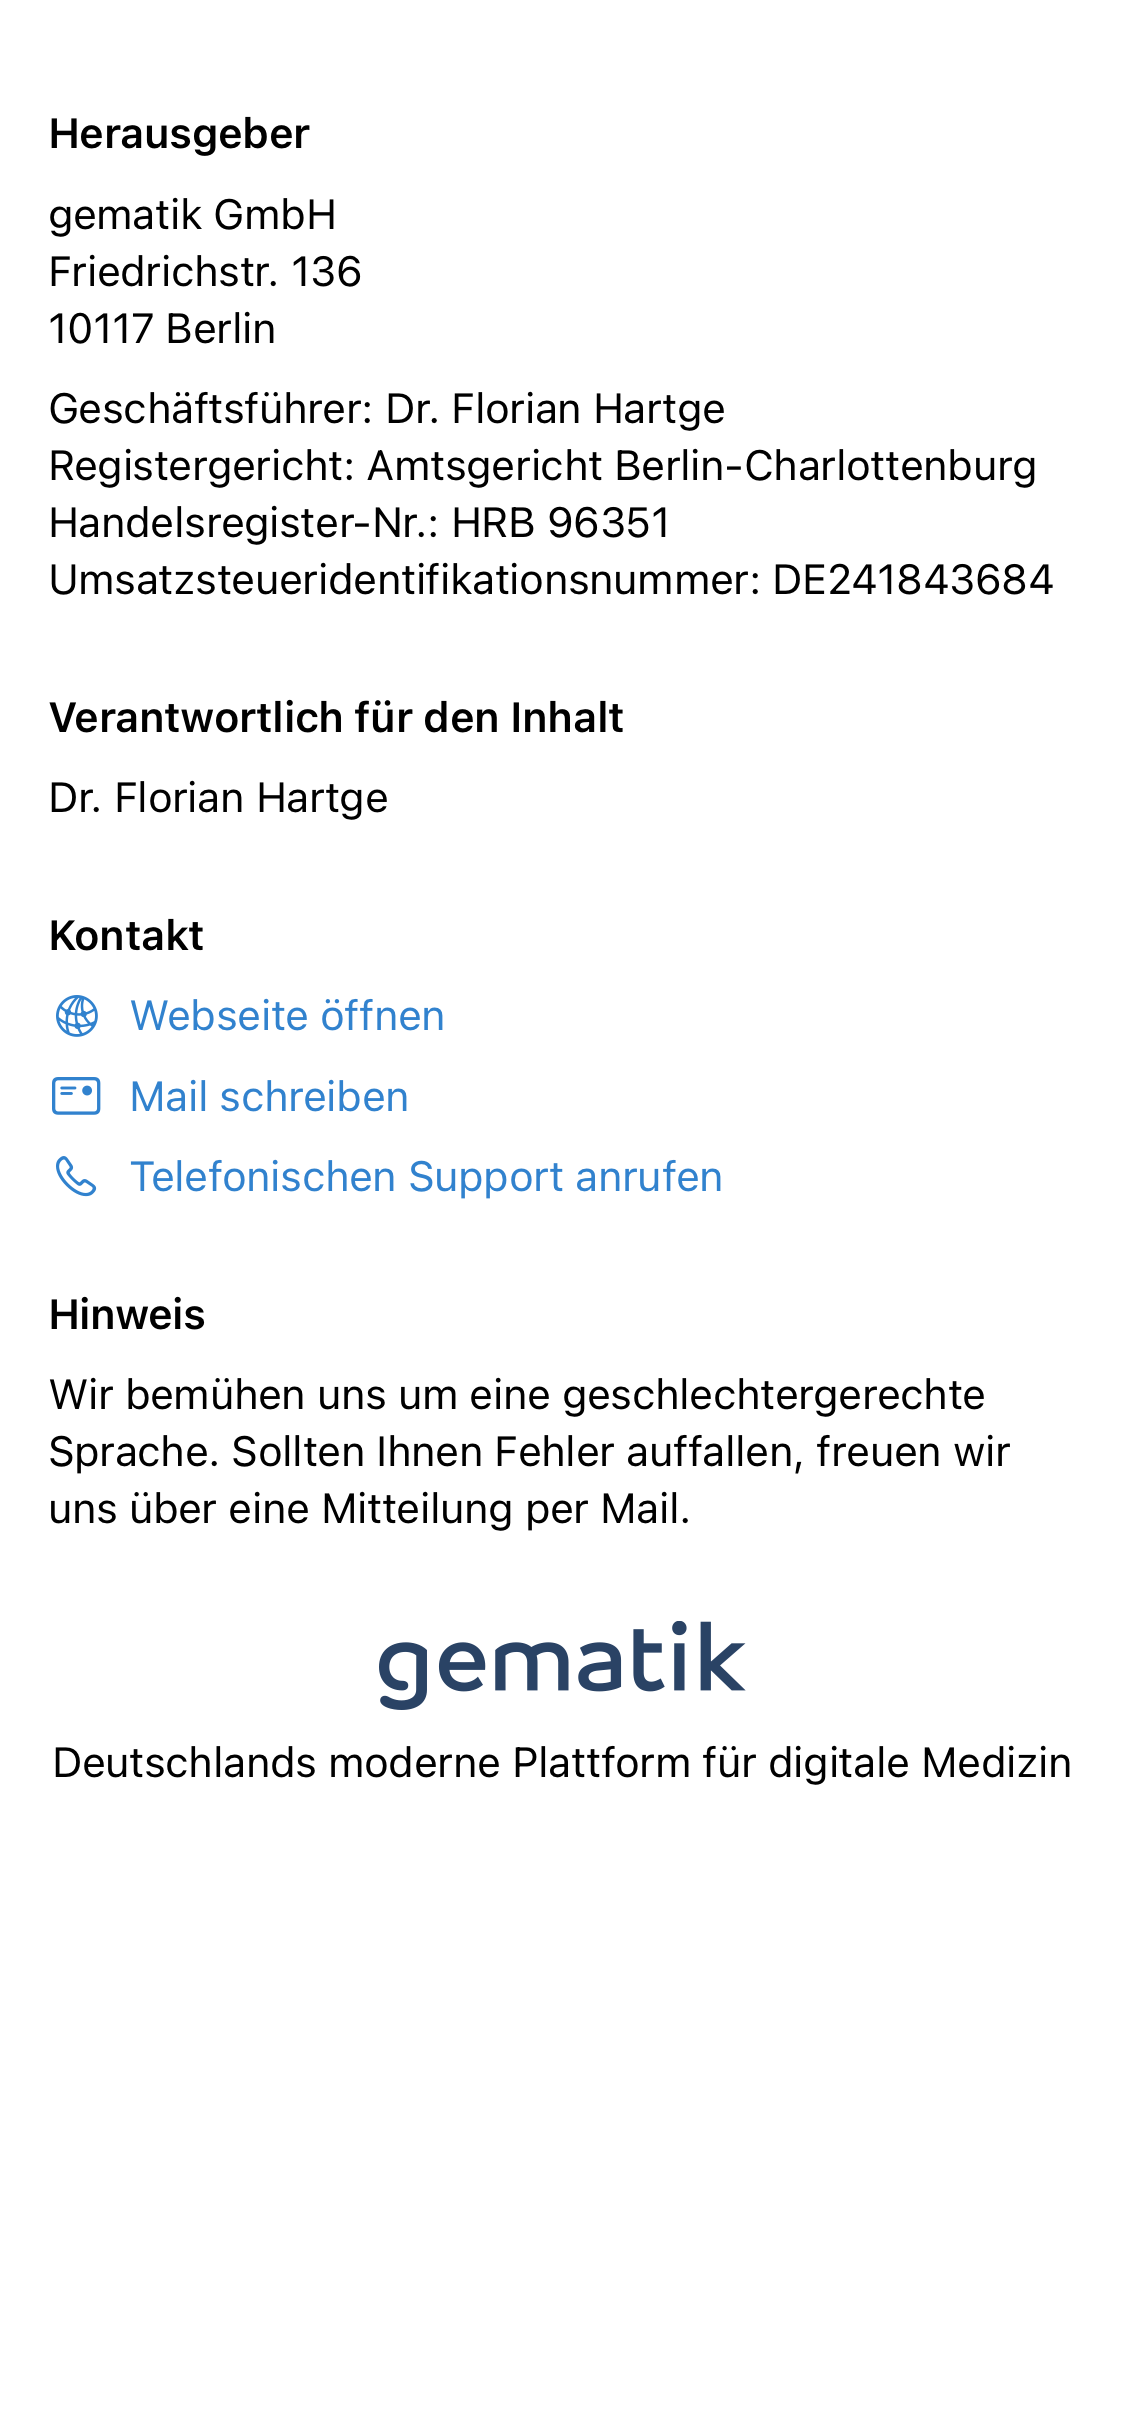 Herausgeber
gematik GmbH
Friedrichstr. 136
10117 Berlin
Geschäftsführer: Dr. Florian Hartge
Registergericht: Amtsgericht Berlin-Charlottenburg
Handelsregister-Nr.: HRB 96351
Umsatzsteueridentifikationsnummer: DE241843684
Verantwortlich für den Inhalt
Dr. Florian Hartge
Kontakt
Webseite öffnen
Mail schreiben
Telefonischen Support anrufen
Hinweis
Wir bemühen uns um eine geschlechtergerechte
Sprache. Sollten Ihnen Fehler auffallen, freuen wir
uns über eine Mitteilung per Mail.
gematik
Deutschlands moderne Plattform für digitale Medizin